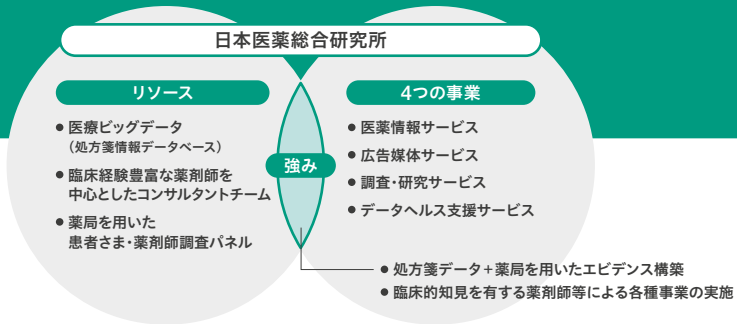 日本医薬総合研究所
リソース
● 医療ビッグデータ
（処方箋情報データベース）
● 臨床経験豊富な薬剤師を
中心としたコンサルタントチーム
● 薬局を用いた
患者さま・薬剤師調査パネル
強み
4つの事業
● 医薬情報サービス
● 広告媒体サービス
● 調査・研究サービス
● データヘルス支援サービス
● 処方箋データ＋薬局を用いたエビデンス構築
● 臨床的知見を有する薬剤師等による各種事業の実施